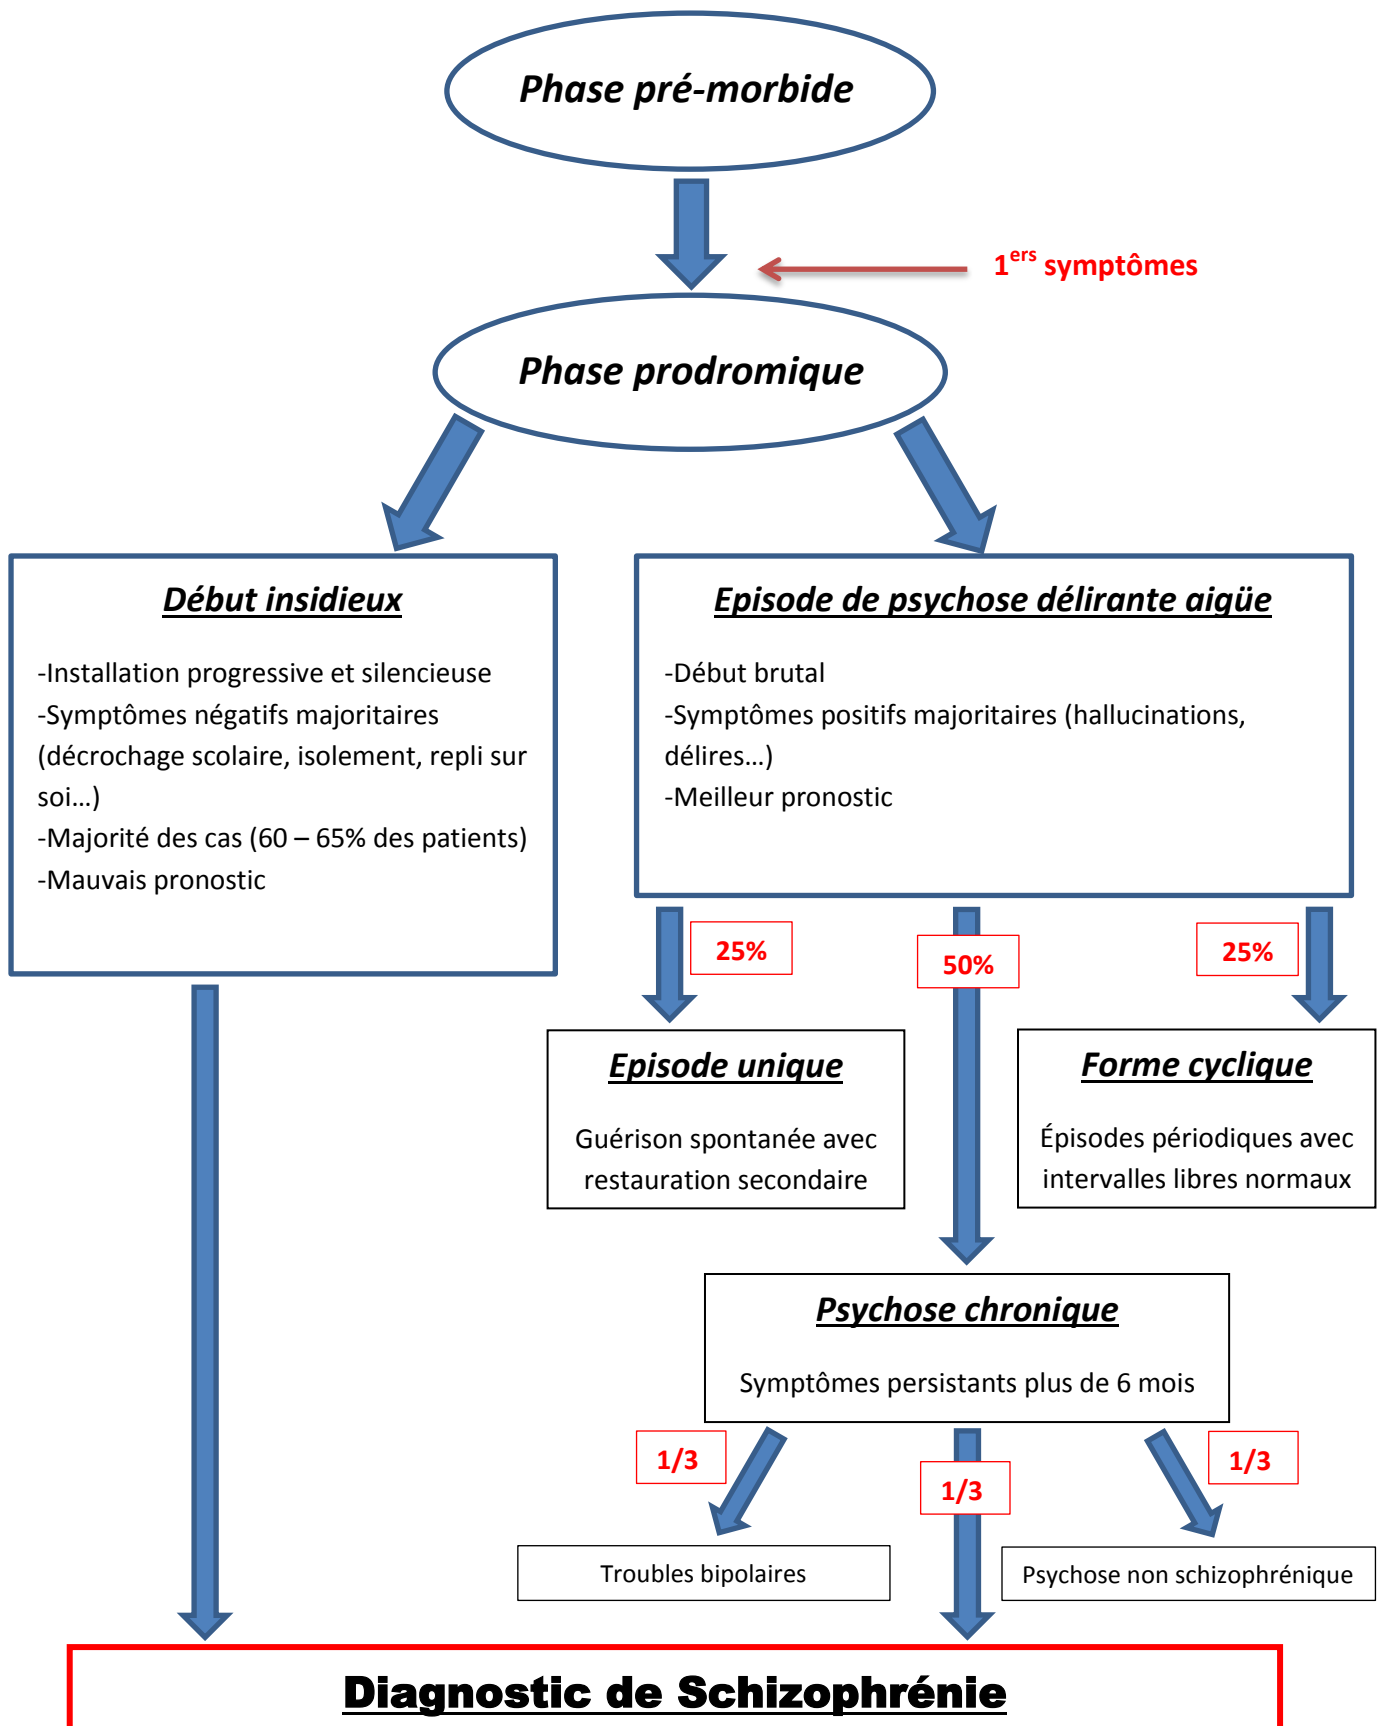 Phase pré-morbide
1ers symptômes
Phase prodromique
Début insidieux
-Installation progressive et silencieuse
-Symptômes négatifs majoritaires
(décrochage scolaire, isolement, repli sur
soi…)
-Majorité des cas (60 – 65% des patients)
-Mauvais pronostic
Episode de psychose délirante aigüe
-Début brutal
-Symptômes positifs majoritaires (hallucinations,
délires…)
-Meilleur pronostic
25%
50%
25%
Episode unique
Guérison spontanée avec
restauration secondaire
Forme cyclique
Épisodes périodiques avec
intervalles libres normaux
Psychose chronique
Symptômes persistants plus de 6 mois
1/3
1/3
1/3
Troubles bipolaires
Psychose non schizophrénique
Diagnostic de Schizophrénie